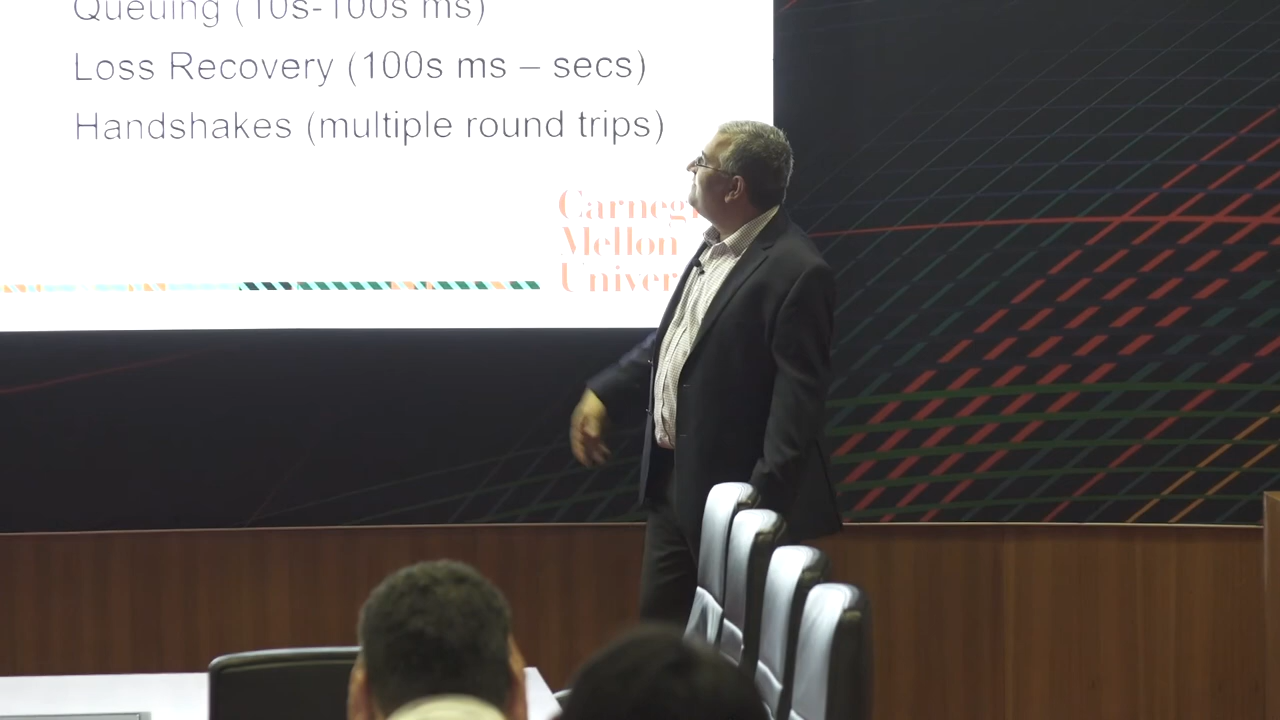 Queuing (10s-100s ms)
Loss Recovery (100s ms – secs)
Handshakes (multiple round trips)
Carnegi
Mellon
Univer